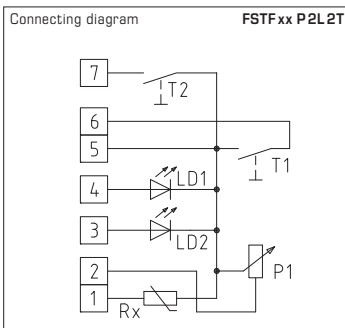 Connecting diagram FSTFxx P2L2T
7
T2
6
5
T1
4
LD1
3
LD2
2
P1
1
Rx